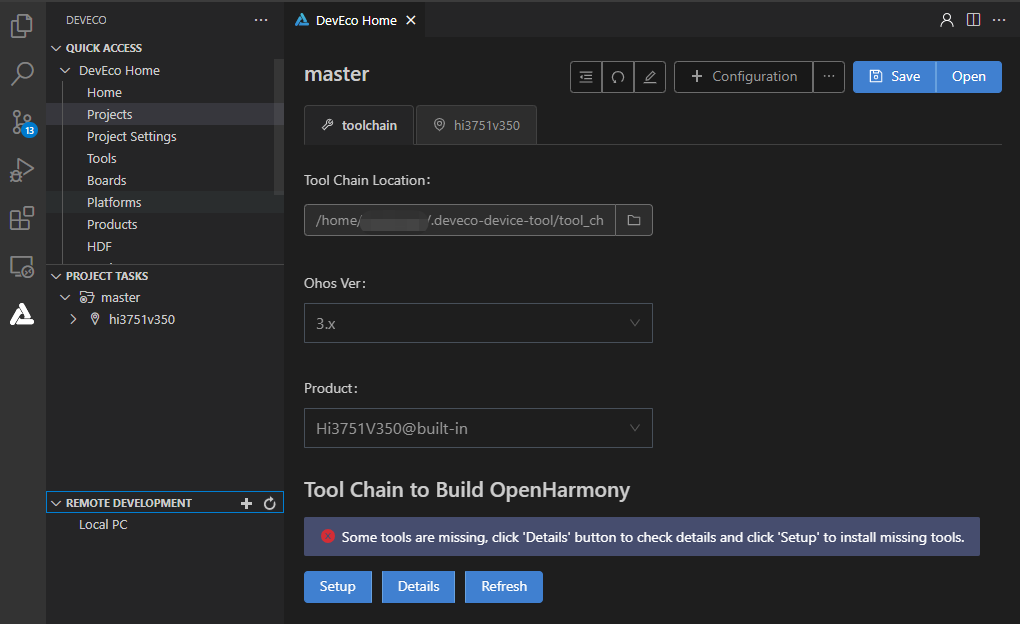 DEVECO
QUICK ACCESS
DevEco Home
Home
Projects
Project Settings
Tools
Boards
Platforms
Products
HDF
PROJECT TASKS
master
hi3751v350
REMOTE DEVELOPMENT
Local PC
13
DevEco Home
master
Configuration
Save
Open
toolchain
hi3751v350
Tool Chain Location:
/home/ /.deveco-device-tool/tool_ch
Ohos Ver:
3.x
Product:
Hi3751V350@built-in
Tool Chain to Build OpenHarmony
Some tools are missing, click 'Details' button to check details and click 'Setup' to install missing tools.
Setup
Details
Refresh